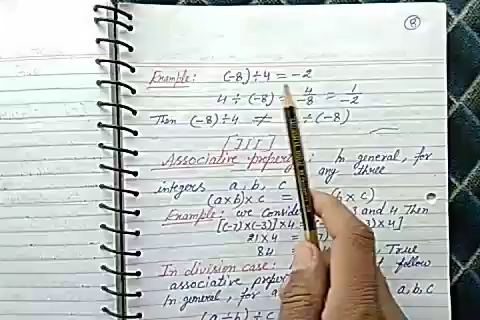 8
Example: (-8) ÷ 4 = -2
4 ÷ (-8) 4/-8 = 1/-2
Then (-8) ÷ 4 ≠ ÷ (-8)
[III]
Associative property: In general, for
any three
integers a, b, c
(a×b)×c = (b×c)
Example: we Consider 3 and 4 Then
[(-7)×(-3)]×4 = 3)×4]
21×4 =
84 True
In division case: follow
associative
In general, for a a, b, c
(a÷b)÷c